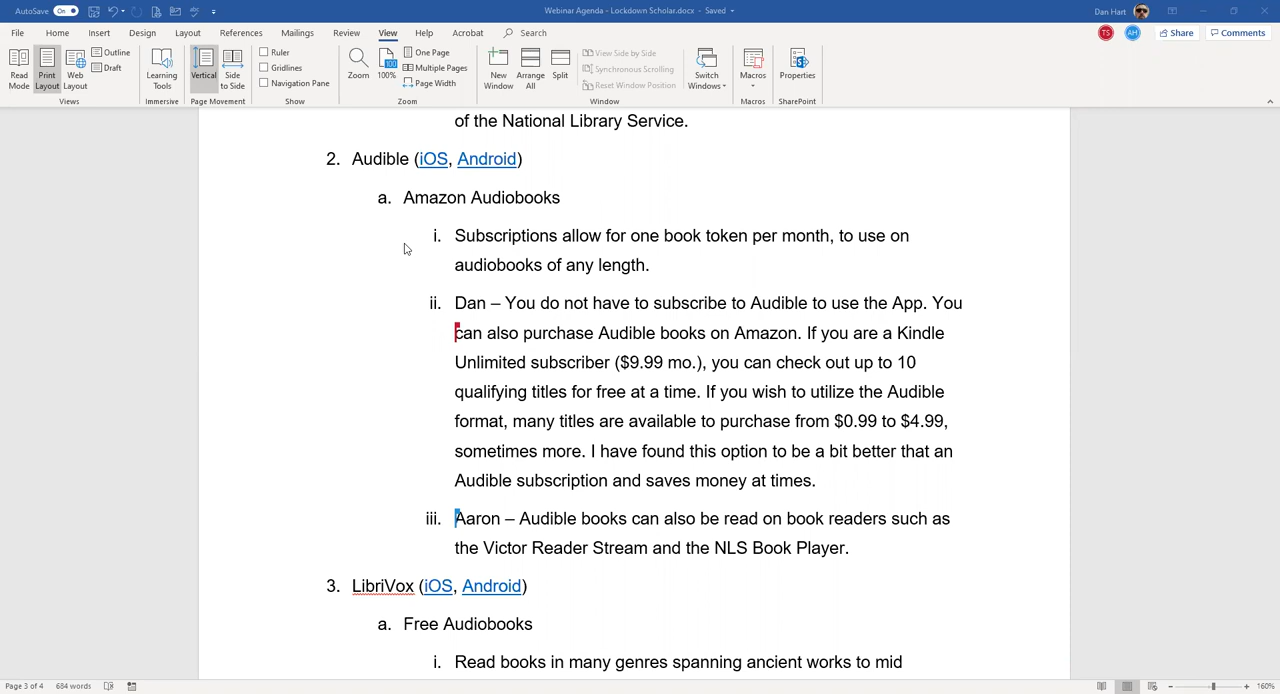 AutoSave On
Webinar Agenda - Lockdown Scholar.docx - Saved
Dan Hart
File Home Insert Design Layout References Mailings Review View Help Acrobat Search
TS AH Share Comments
Read Mode
Print Layout
Web Layout
Outline
Draft
Views
Learning Tools
Immersive
Vertical
Side to Side
Page Movement
Ruler
Gridlines
Navigation Pane
Show
Zoom
100
100%
One Page
Multiple Pages
Page Width
Zoom
New Window
Arrange All
Split
View Side by Side
Synchronous Scrolling
Reset Window Position
Window
Switch Windows
Macros
Macros
Properties
SharePoint
of the National Library Service.
2. Audible (iOS, Android)
a. Amazon Audiobooks
i. Subscriptions allow for one book token per month, to use on
audiobooks of any length.
ii. Dan – You do not have to subscribe to Audible to use the App. You
can also purchase Audible books on Amazon. If you are a Kindle
Unlimited subscriber ($9.99 mo.), you can check out up to 10
qualifying titles for free at a time. If you wish to utilize the Audible
format, many titles are available to purchase from $0.99 to $4.99,
sometimes more. I have found this option to be a bit better that an
Audible subscription and saves money at times.
iii. Aaron – Audible books can also be read on book readers such as
the Victor Reader Stream and the NLS Book Player.
3. LibriVox (iOS, Android)
a. Free Audiobooks
i. Read books in many genres spanning ancient works to mid
Page 3 of 4 684 words
160%